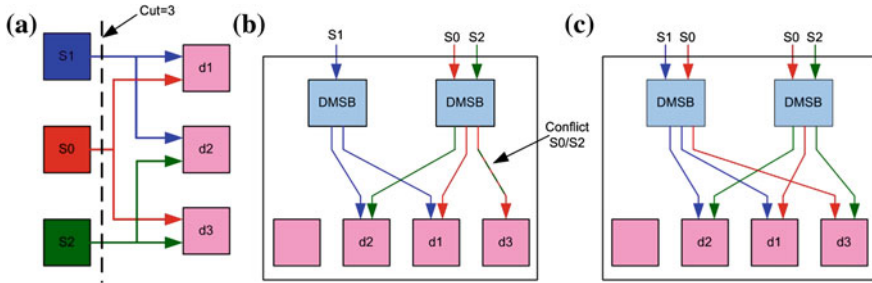 (a)
Cut=3
S1
S0
S2
d1
d2
d3
(b)
S1
S0 S2
DMSB DMSB
Conflict
S0/S2
d2 d1 d3
(c)
S1 S0
S0 S2
DMSB DMSB
d2 d1 d3